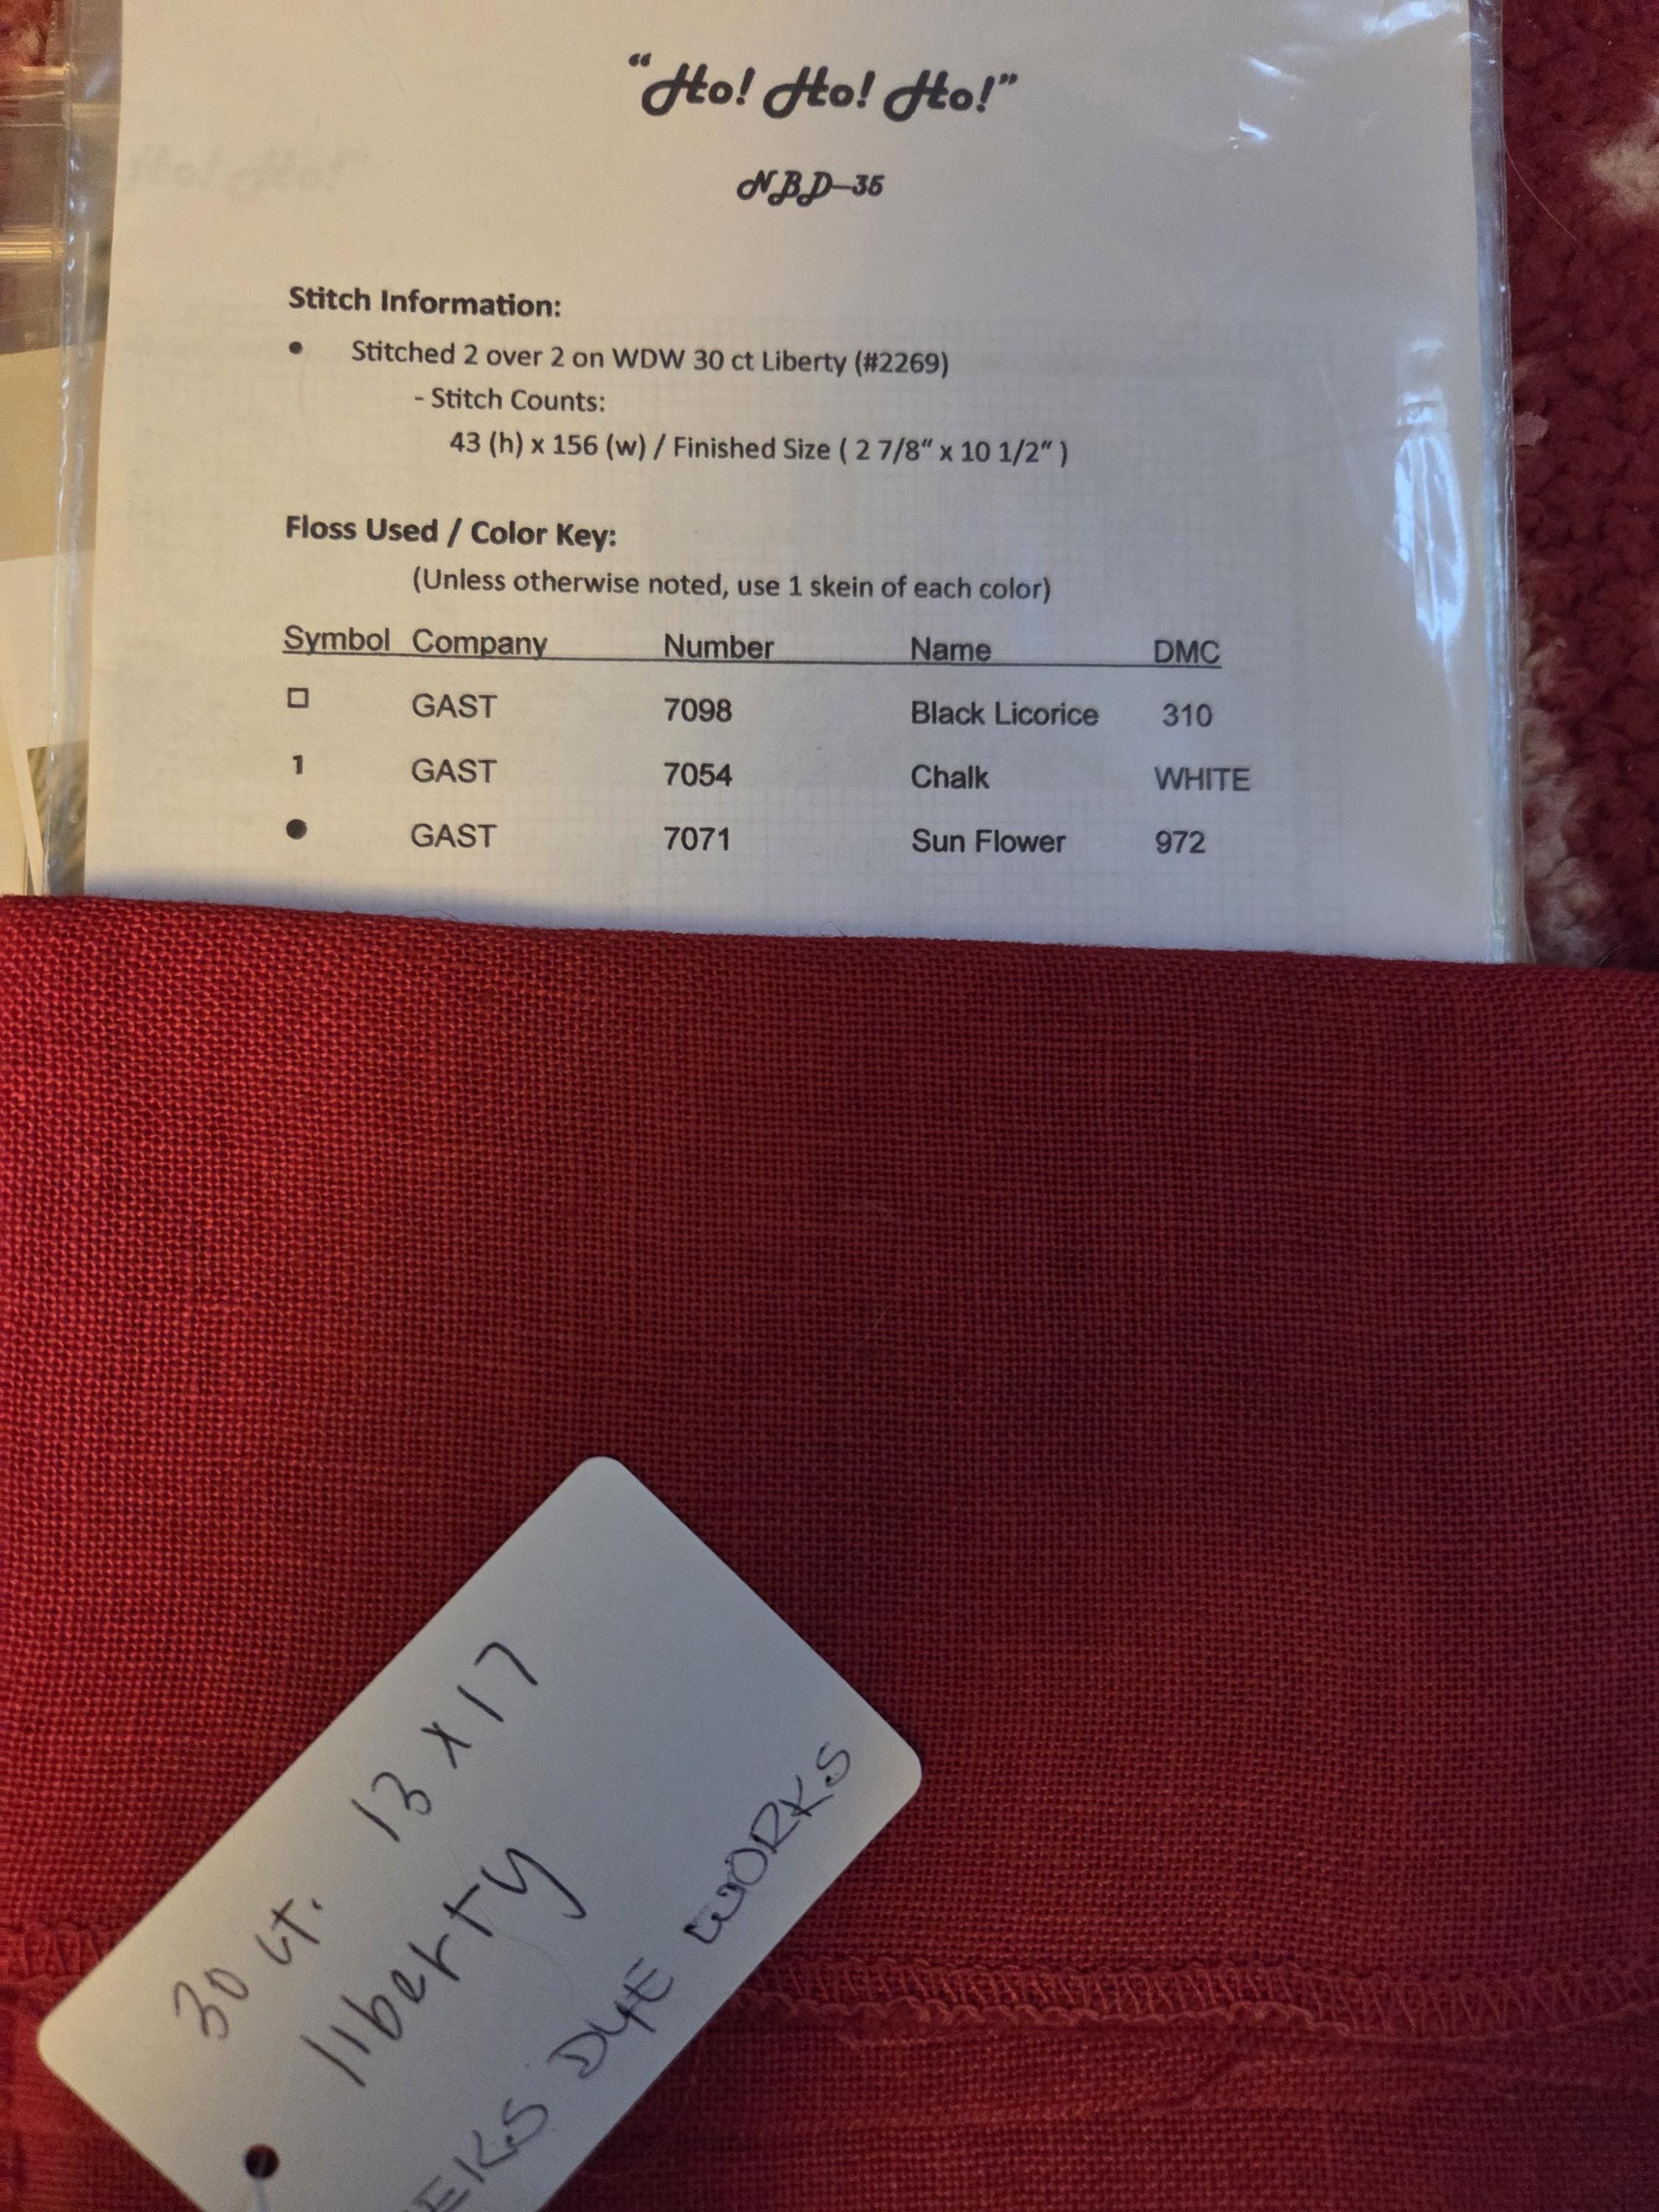 “Ho! Ho! Ho!”
Ho! Ho!”
NBD-35
Stitch Information:
• Stitched 2 over 2 on WDW 30 ct Liberty (#2269)
- Stitch Counts:
43 (h) x 156 (w) / Finished Size ( 2 7/8“ x 10 1/2“ )
Floss Used / Color Key:
(Unless otherwise noted, use 1 skein of each color)
Symbol Company Number Name DMC
□ GAST 7098 Black Licorice 310
1 GAST 7054 Chalk WHITE
● GAST 7071 Sun Flower 972
30 ct. 13 x 17
liberty
EKS DYE WORKS